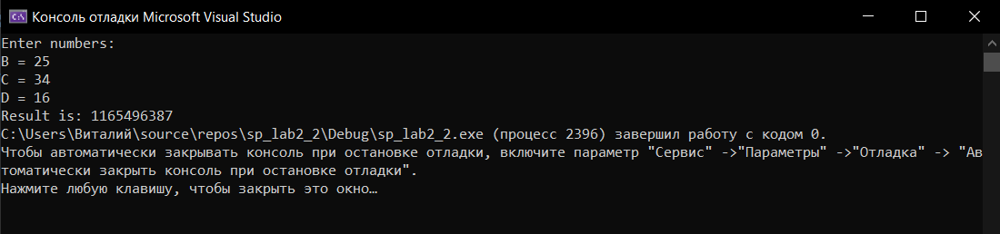 C:\ Консоль отладки Microsoft Visual Studio
Enter numbers:
B = 25
C = 34
D = 16
Result is: 1165496387
C:\Users\Виталий\source\repos\sp_lab2_2\Debug\sp_lab2_2.exe (процесс 2396) завершил работу с кодом 0.
Чтобы автоматически закрывать консоль при остановке отладки, включите параметр "Сервис" ->"Параметры" ->"Отладка" -> "Ав
томатически закрыть консоль при остановке отладки".
Нажмите любую клавишу, чтобы закрыть это окно…